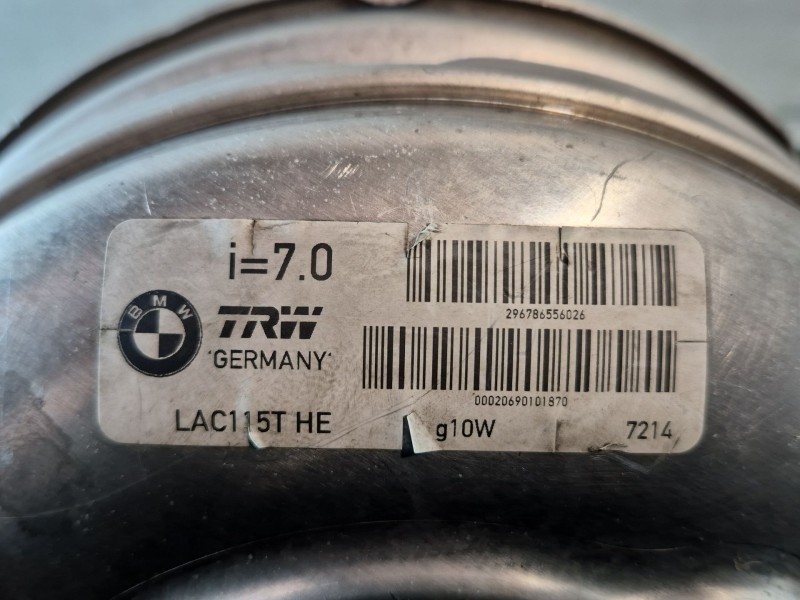 i=7.0
296786556026
BMW
TRW
GERMANY
00020690101870
LAC115T HE
g10W
7214